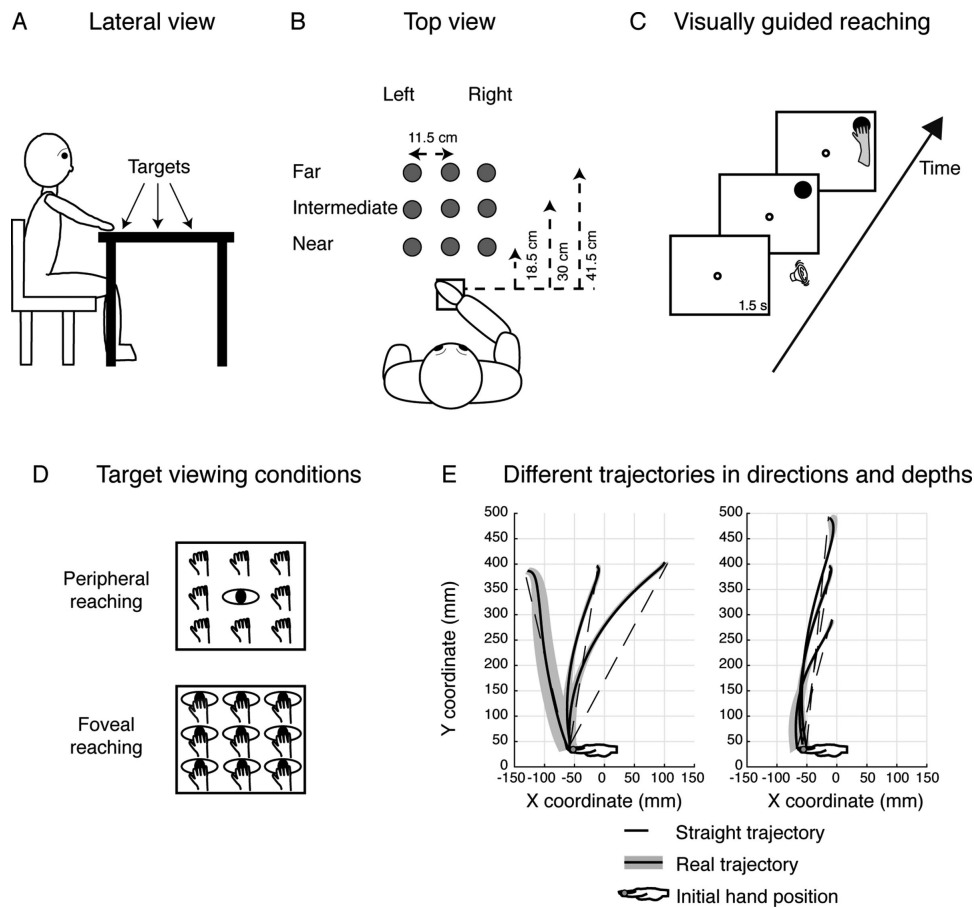 A Lateral view
Targets
B Top view
Left Right
11.5 cm
Far
Intermediate
Near
18.5 cm
30 cm
41.5 cm
C Visually guided reaching
Time
1.5 s
D Target viewing conditions
Peripheral
reaching
Foveal
reaching
E Different trajectories in directions and depths
Y coordinate (mm)
500
450
400
350
300
250
200
150
100
50
0
-150 -100 -50 0 50 100 150
X coordinate (mm)
500
450
400
350
300
250
200
150
100
50
0
-150 -100 -50 0 50 100 150
X coordinate (mm)
Straight trajectory
Real trajectory
Initial hand position